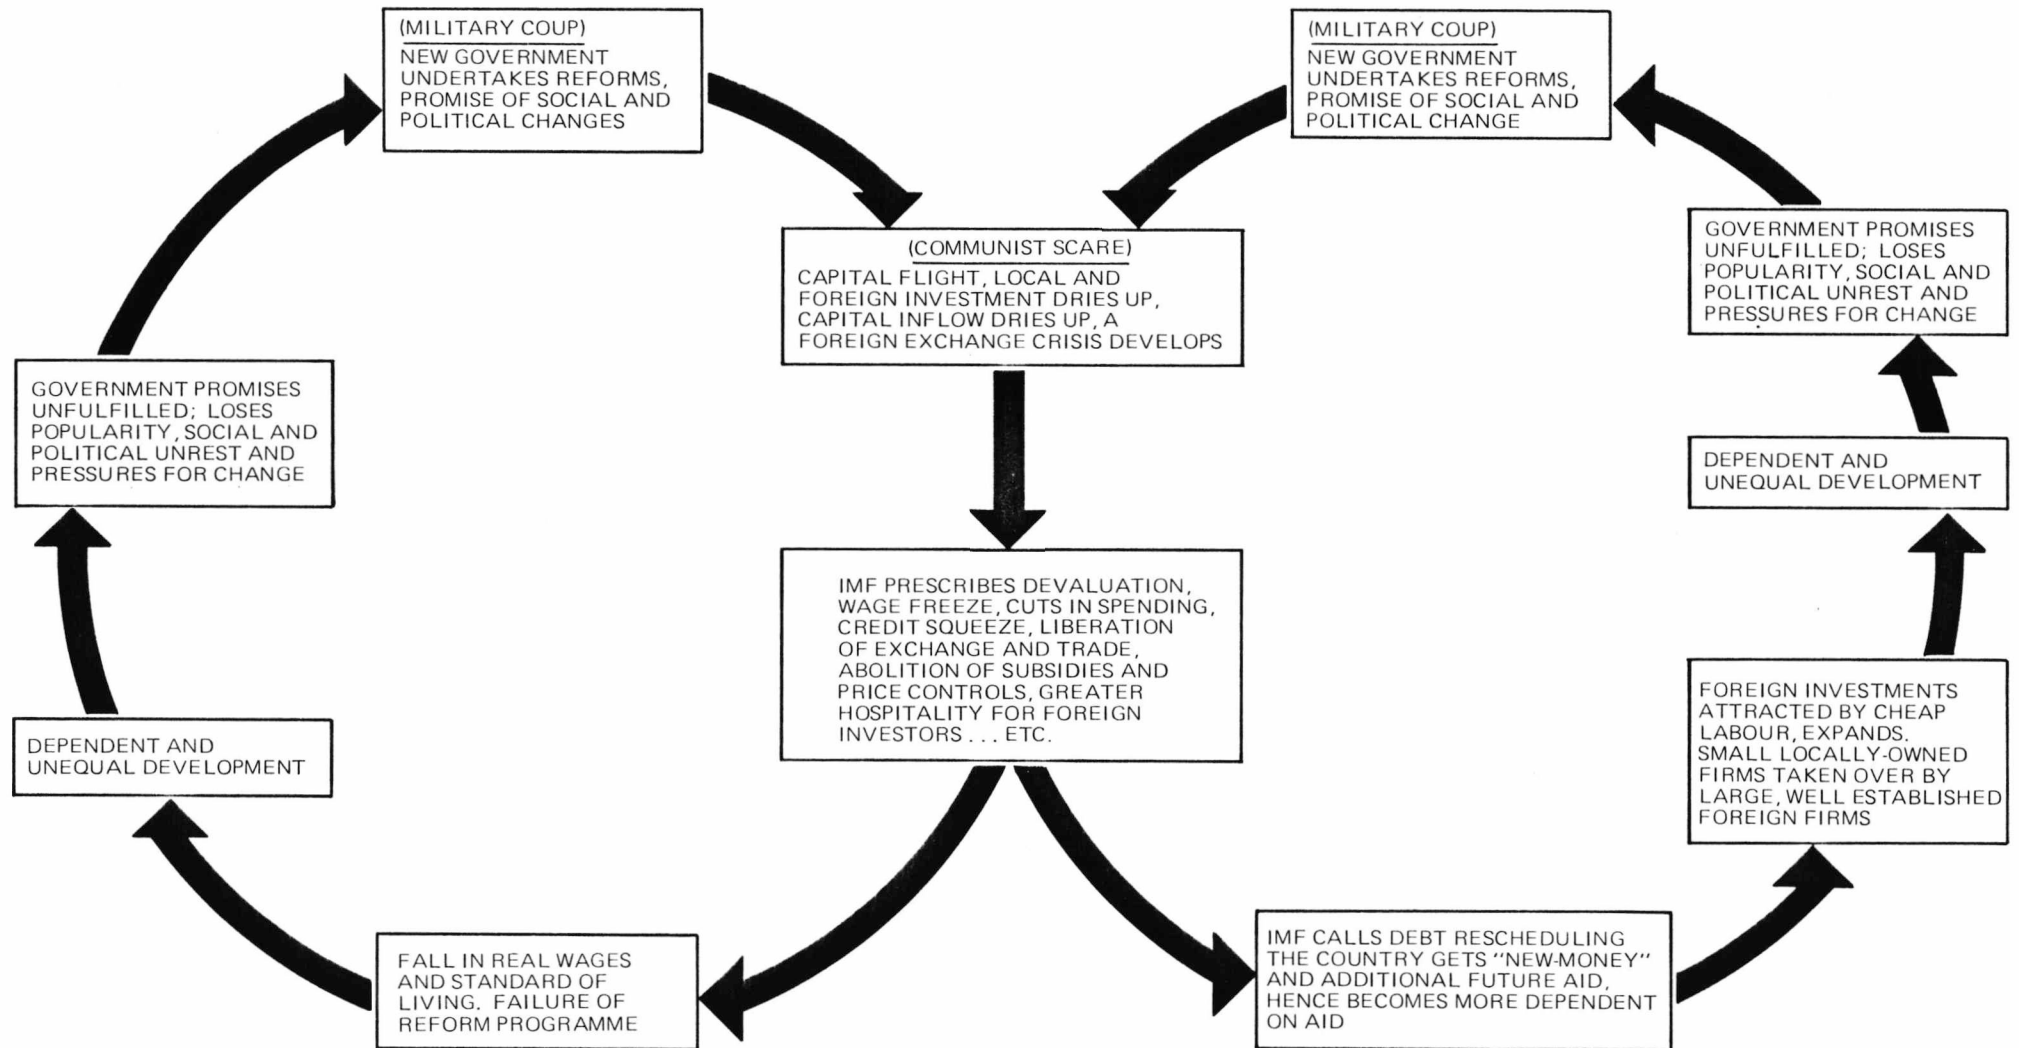 (MILITARY COUP)
NEW GOVERNMENT
UNDERTAKES REFORMS,
PROMISE OF SOCIAL AND
POLITICAL CHANGES
(MILITARY COUP)
NEW GOVERNMENT
UNDERTAKES REFORMS,
PROMISE OF SOCIAL AND
POLITICAL CHANGE
(COMMUNIST SCARE)
CAPITAL FLIGHT, LOCAL AND
FOREIGN INVESTMENT DRIES UP,
CAPITAL INFLOW DRIES UP, A
FOREIGN EXCHANGE CRISIS DEVELOPS
GOVERNMENT PROMISES
UNFULFILLED; LOSES
POPULARITY, SOCIAL AND
POLITICAL UNREST AND
PRESSURES FOR CHANGE
GOVERNMENT PROMISES
UNFULFILLED; LOSES
POPULARITY, SOCIAL AND
POLITICAL UNREST AND
PRESSURES FOR CHANGE
DEPENDENT AND
UNEQUAL DEVELOPMENT
IMF PRESCRIBES DEVALUATION,
WAGE FREEZE, CUTS IN SPENDING,
CREDIT SQUEEZE, LIBERATION
OF EXCHANGE AND TRADE,
ABOLITION OF SUBSIDIES AND
PRICE CONTROLS, GREATER
HOSPITALITY FOR FOREIGN
INVESTORS ... ETC.
DEPENDENT AND
UNEQUAL DEVELOPMENT
FOREIGN INVESTMENTS
ATTRACTED BY CHEAP
LABOUR, EXPANDS.
SMALL LOCALLY-OWNED
FIRMS TAKEN OVER BY
LARGE, WELL ESTABLISHED
FOREIGN FIRMS
FALL IN REAL WAGES
AND STANDARD OF
LIVING. FAILURE OF
REFORM PROGRAMME
IMF CALLS DEBT RESCHEDULING
THE COUNTRY GETS "NEW-MONEY"
AND ADDITIONAL FUTURE AID,
HENCE BECOMES MORE DEPENDENT
ON AID